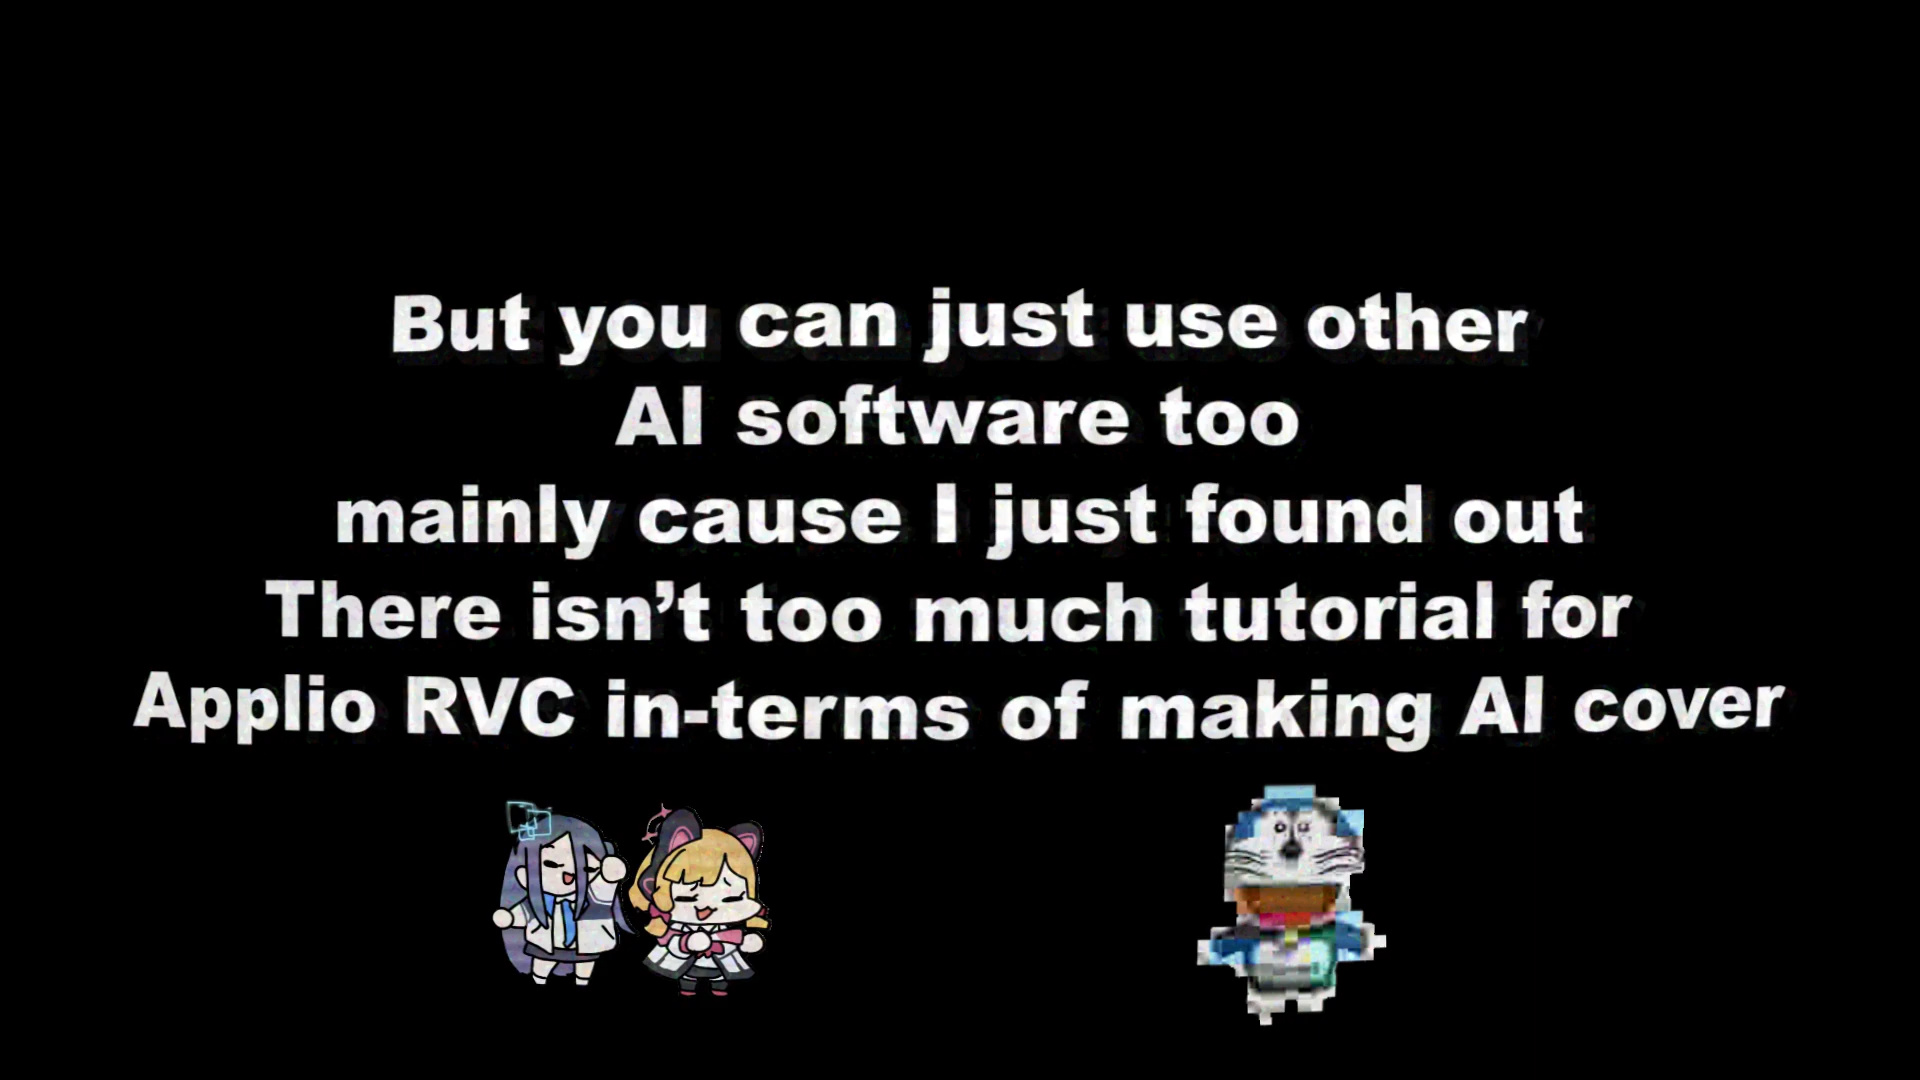 But you can just use other
AI software too
mainly cause I just found out
There isn’t too much tutorial for
Applio RVC in-terms of making AI cover